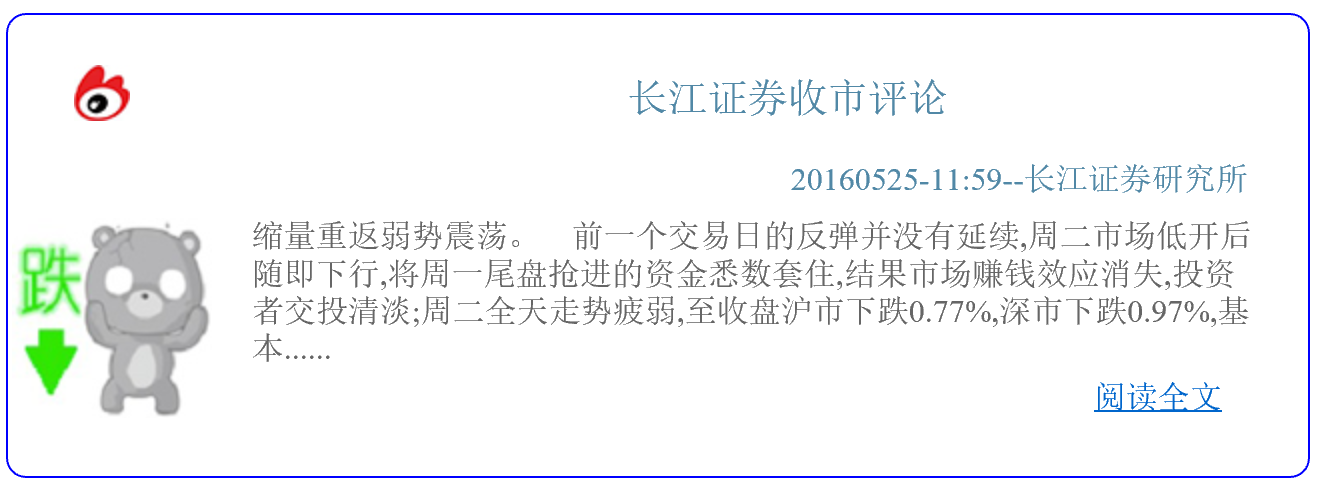 长江证券收市评论
20160525-11:59--长江证券研究所
缩量重返弱势震荡。 前一个交易日的反弹并没有延续,周二市场低开后
随即下行,将周一尾盘抢进的资金悉数套住,结果市场赚钱效应消失,投资
者交投清淡;周二全天走势疲弱,至收盘沪市下跌0.77%,深市下跌0.97%,基
本......
跌
阅读全文